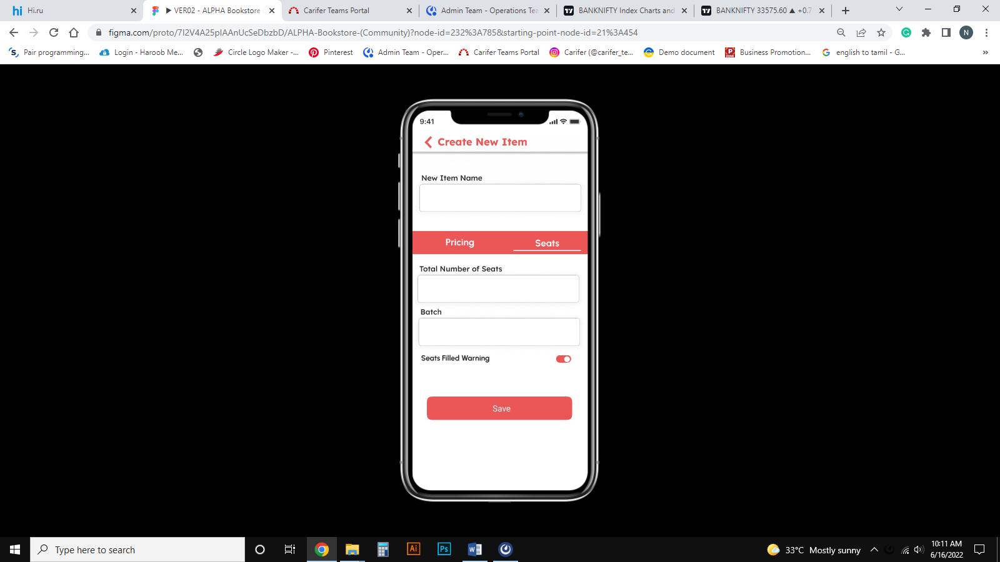 hi Hi.ru
▶ VER02 - ALPHA Bookstore
Carifer Teams Portal
Admin Team - Operations Tea
BANKNIFTY Index Charts and
BANKNIFTY 33575.60 ▲ +0.7
figma.com/proto/7I2V4A25pIAAnUcSeDbzbD/ALPHA-Bookstore-(Community)?node-id=232%3A785&starting-point-node-id=21%3A454
N
Pair programming...
Login - Haroob Me...
Circle Logo Maker -...
Pinterest
Admin Team - Oper...
Carifer Teams Portal
Carifer (@carifer_te...
Demo document
Business Promotion...
english to tamil - G...
»
9:41
Create New Item
New Item Name
Pricing
Seats
Total Number of Seats
Batch
Seats Filled Warning
Save
Type here to search
Ai
Ps
W
33°C Mostly sunny
10:11 AM
6/16/2022